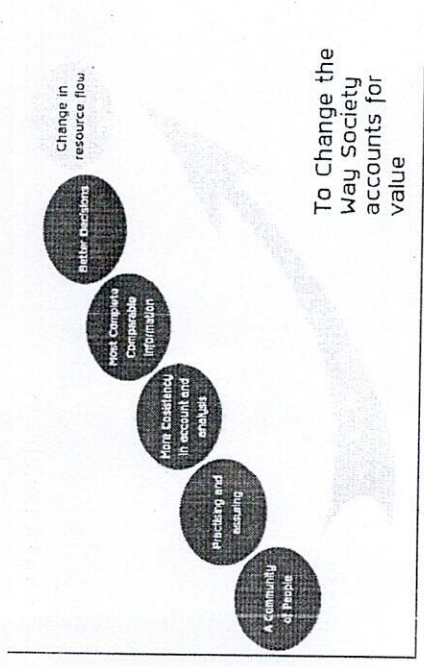 A Community
of People
Practising and
assuring
More Cosistency
in account and
analysis
Most Complete
Comparable
Information
Better Decisions
Change in
resource flow
To Change the
Way Society
accounts for
value